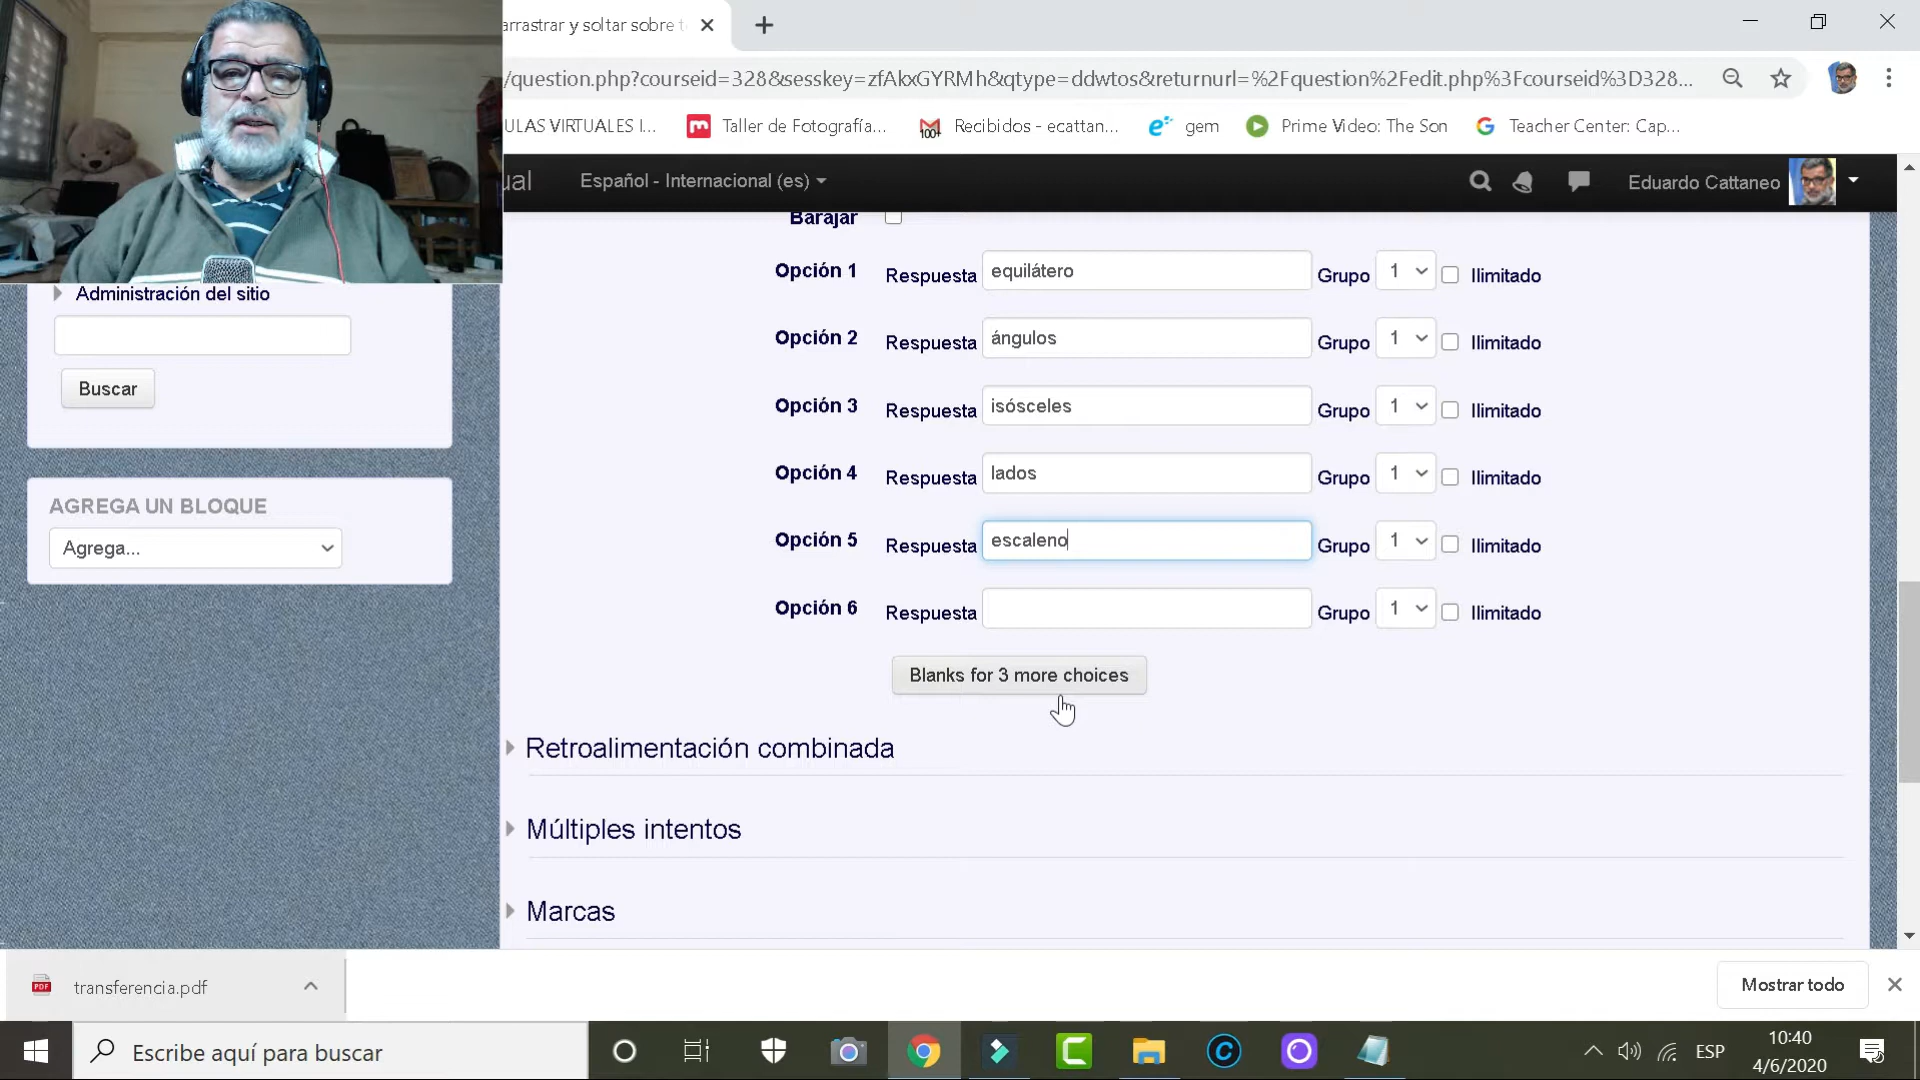 arrastrar y soltar sobre t
/question.php?courseid=328&sesskey=zfAkxGYRMh&qtype=ddwtos&returnurl=%2Fquestion%2Fedit.php%3Fcourseid%3D328...
ULAS VIRTUALES I...
Taller de Fotografía...
100+
Recibidos - ecattan...
gem
Prime Video: The Son
Teacher Center: Cap...
ual
Español - Internacional (es)
Eduardo Cattaneo
Barajar
Opción 1 Respuesta equilátero Grupo 1 Ilimitado
Opción 2 Respuesta ángulos Grupo 1 Ilimitado
Opción 3 Respuesta isósceles Grupo 1 Ilimitado
Opción 4 Respuesta lados Grupo 1 Ilimitado
Opción 5 Respuesta escaleno Grupo 1 Ilimitado
Opción 6 Respuesta Grupo 1 Ilimitado
Blanks for 3 more choices
Retroalimentación combinada
Múltiples intentos
Marcas
Administración del sitio
Buscar
AGREGA UN BLOQUE
Agrega...
PDF
transferencia.pdf
Mostrar todo
Escribe aquí para buscar
ESP
10:40
4/6/2020